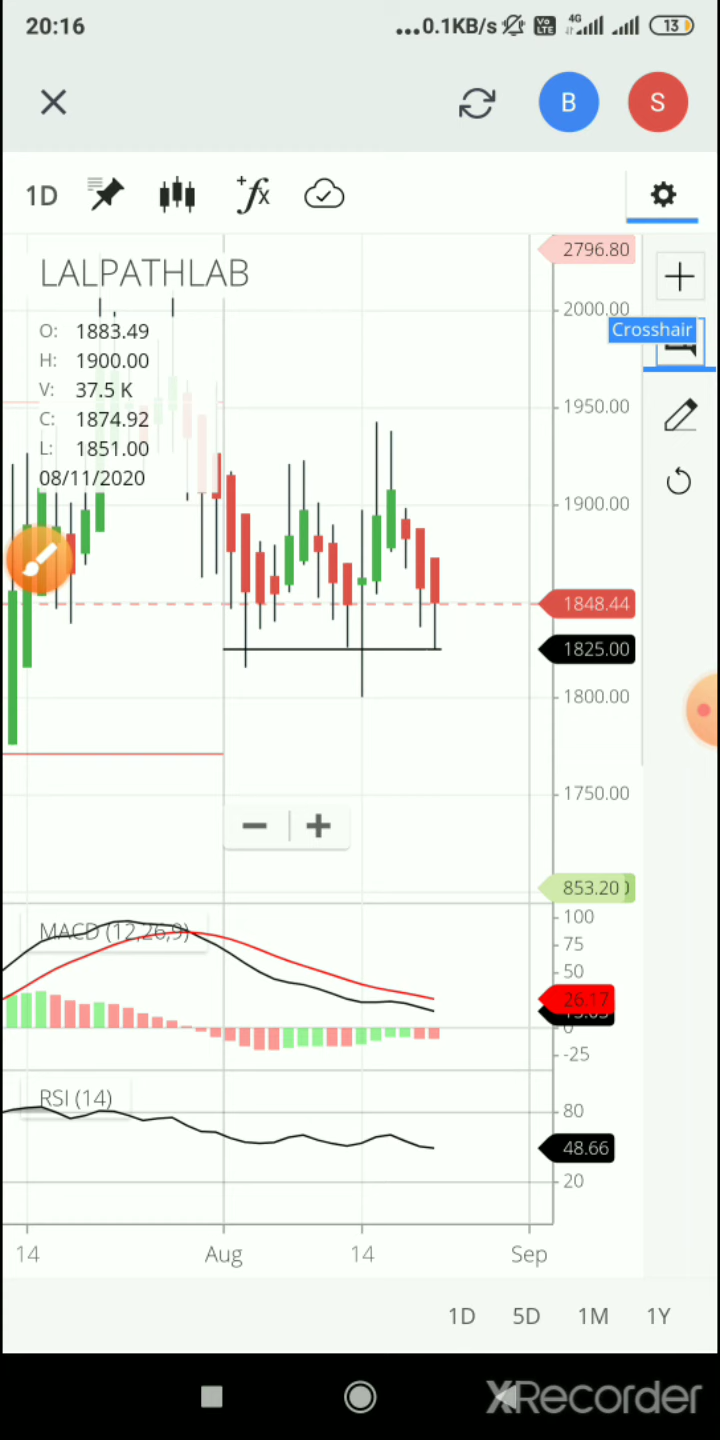 20:16 ...0.1KB/s Vo LTE 4G 13
B S
1D fx
LALPATHLAB
2796.80
2000.00
Crosshair
O: 1883.49
H: 1900.00
V: 37.5 K
C: 1874.92
L: 1851.00
08/11/2020
1950.00
1900.00
1848.44
1825.00
1800.00
1750.00
853.20
MACD (12,26,9)
100
75
50
26.17
0
-25
RSI (14)
80
48.66
20
14 Aug 14 Sep
1D 5D 1M 1Y
XRecorder